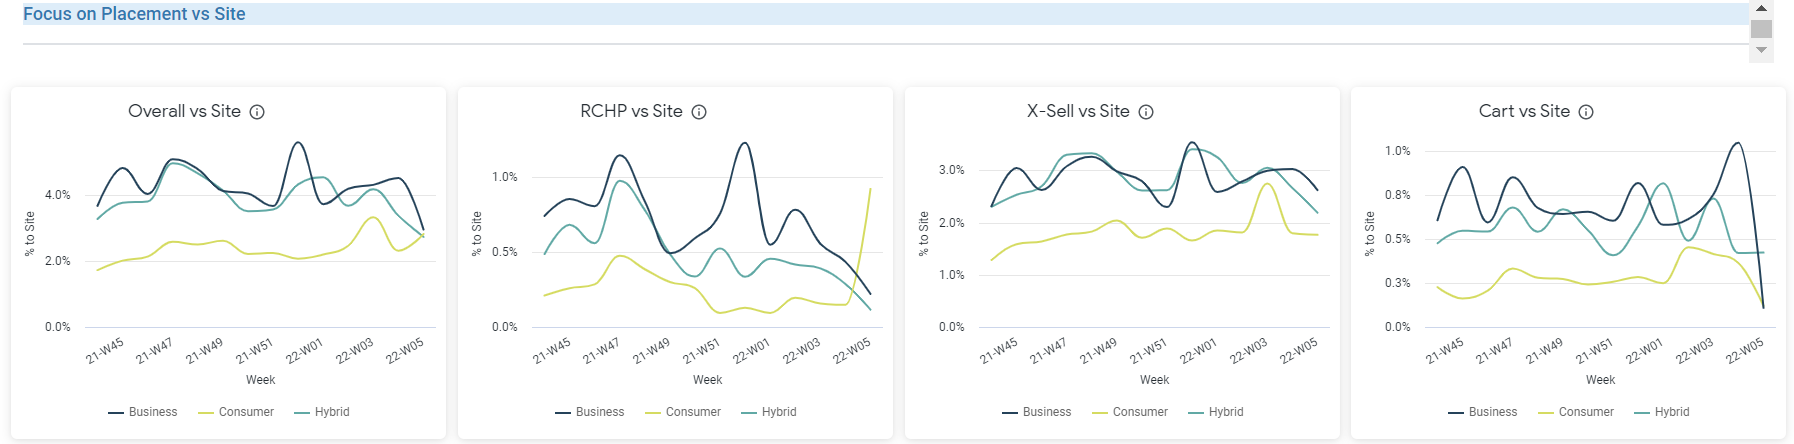 Focus on Placement vs Site
Overall vs Site
% to Site
4.0%
2.0%
0.0%
21-W45 21-W47 21-W49 21-W51 22-W01 22-W03 22-W05
Week
Business Consumer Hybrid
RCHP vs Site
% to Site
1.0%
0.5%
0.0%
21-W45 21-W47 21-W49 21-W51 22-W01 22-W03 22-W05
Week
Business Consumer Hybrid
X-Sell vs Site
% to Site
3.0%
2.0%
1.0%
0.0%
21-W45 21-W47 21-W49 21-W51 22-W01 22-W03 22-W05
Week
Business Consumer Hybrid
Cart vs Site
% to Site
1.0%
0.8%
0.5%
0.3%
0.0%
21-W45 21-W47 21-W49 21-W51 22-W01 22-W03 22-W05
Week
Business Consumer Hybrid